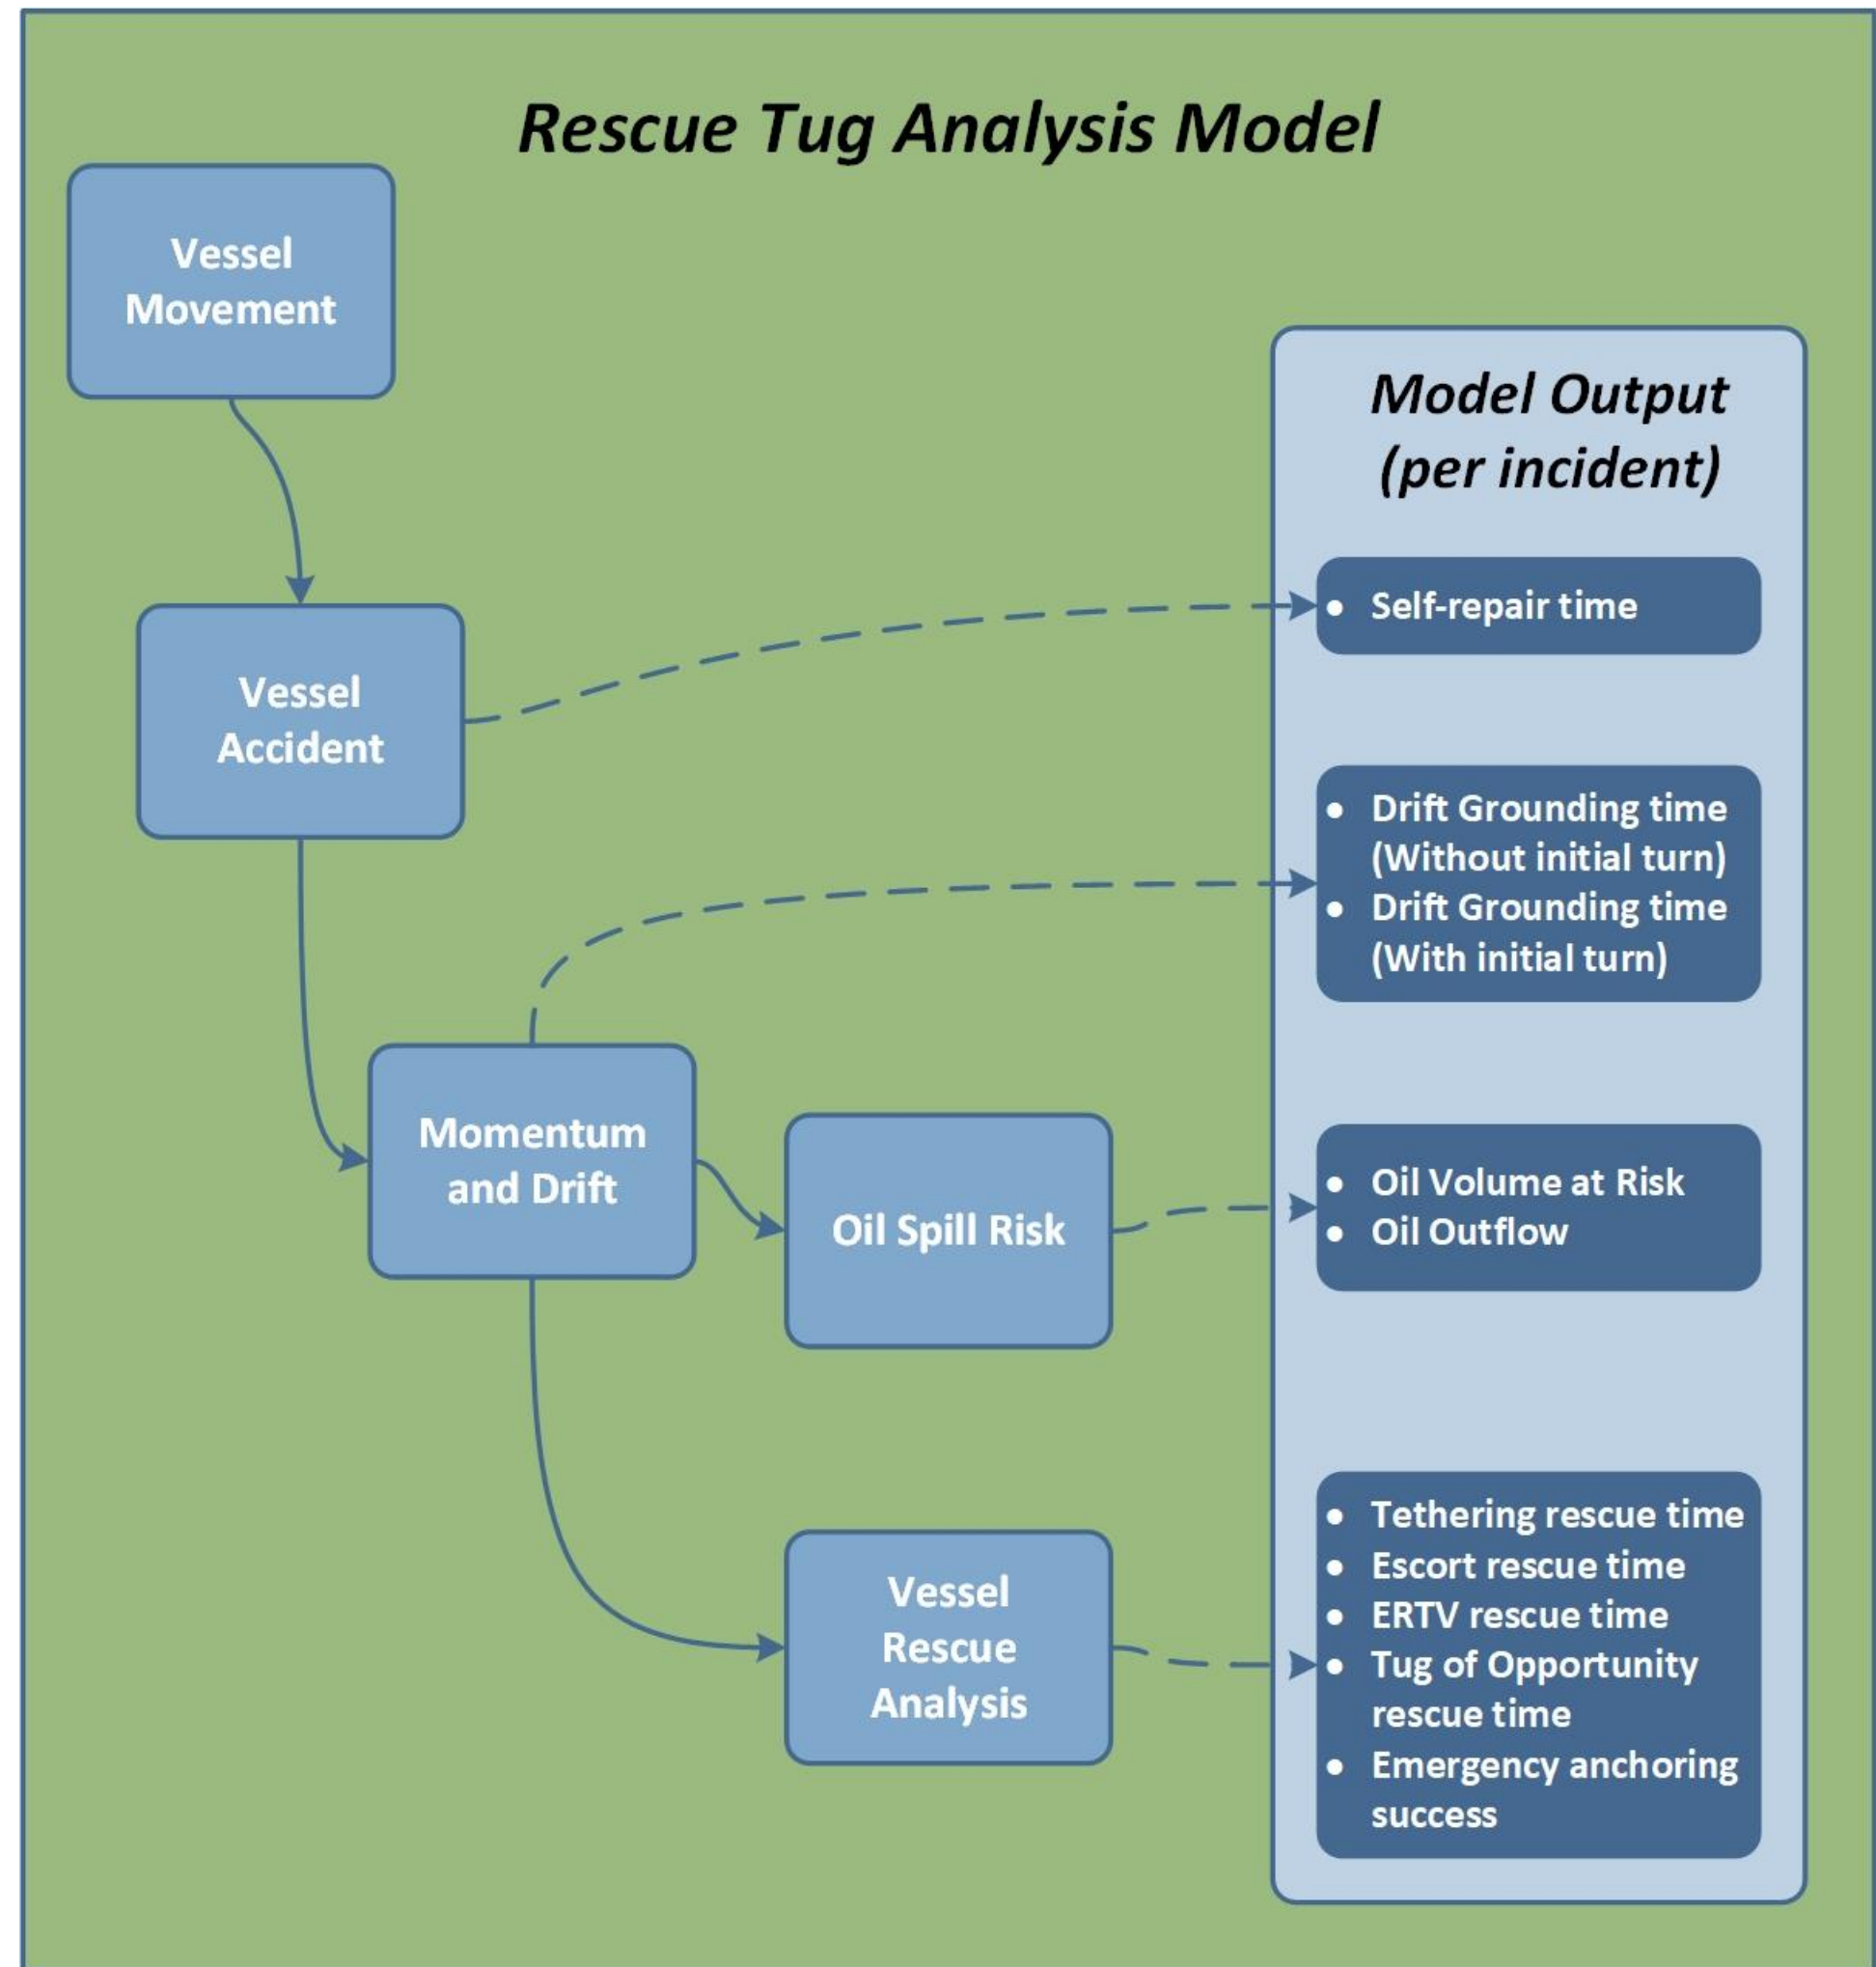 Rescue Tug Analysis Model
Vessel
Movement
Model Output
(per incident)
• Self-repair time
Vessel
Accident
• Drift Grounding time
(Without initial turn)
• Drift Grounding time
(With initial turn)
Momentum
and Drift
Oil Spill Risk
• Oil Volume at Risk
• Oil Outflow
Vessel
Rescue
Analysis
• Tethering rescue time
• Escort rescue time
• ERTV rescue time
• Tug of Opportunity
rescue time
• Emergency anchoring
success